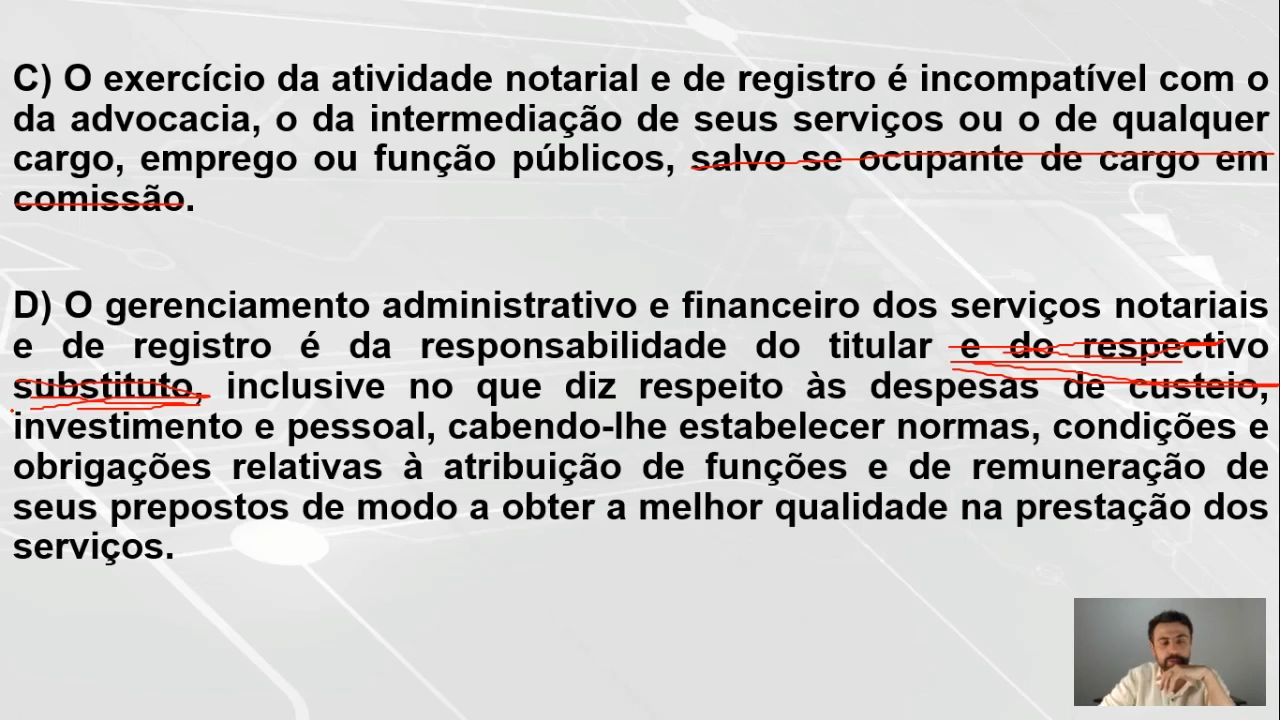 C) O exercício da atividade notarial e de registro é incompatível com o
da advocacia, o da intermediação de seus serviços ou o de qualquer
cargo, emprego ou função públicos, salvo se ocupante de cargo em
comissão.
D) O gerenciamento administrativo e financeiro dos serviços notariais
e de registro é da responsabilidade do titular e do respectivo
substituto, inclusive no que diz respeito às despesas de custeio,
investimento e pessoal, cabendo-lhe estabelecer normas, condições e
obrigações relativas à atribuição de funções e de remuneração de
seus prepostos de modo a obter a melhor qualidade na prestação dos
serviços.